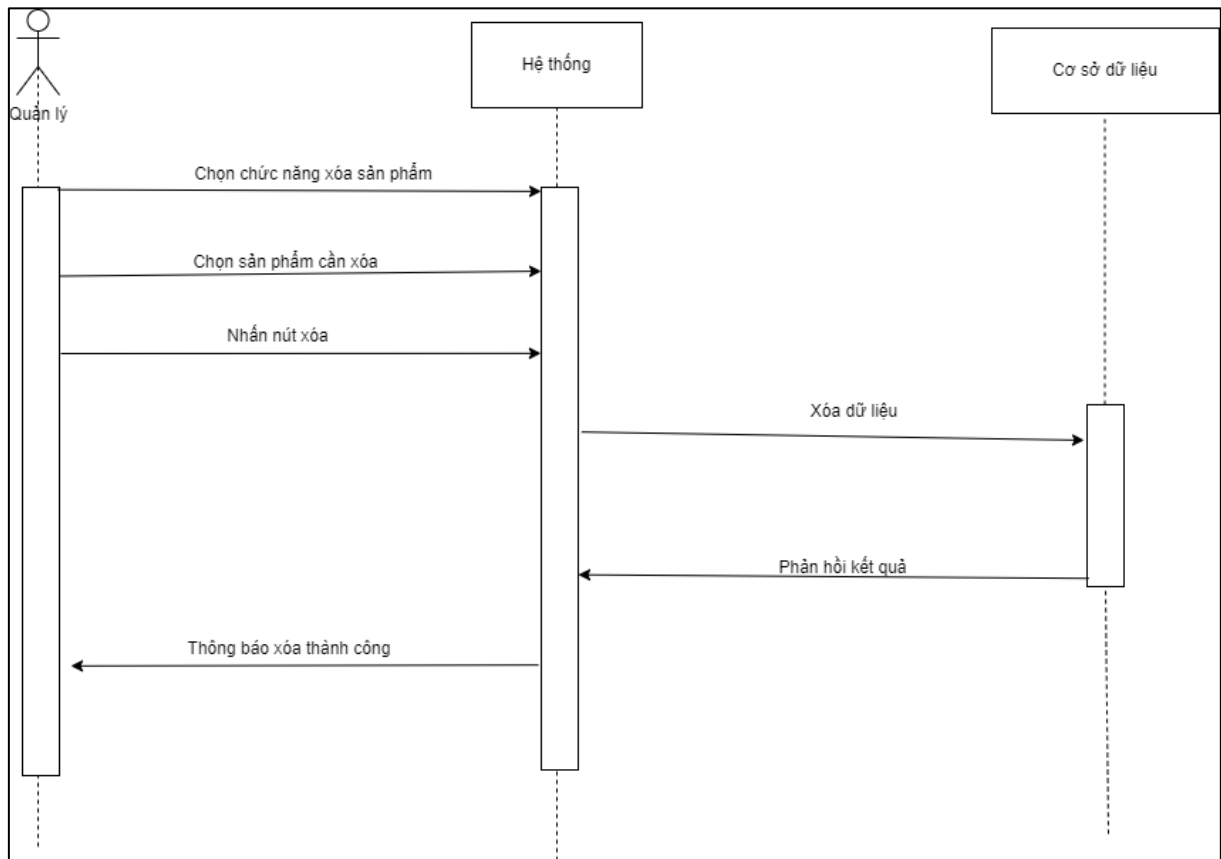 Quản lý
Hệ thống
Cơ sở dữ liệu
Chọn chức năng xóa sản phẩm
Chọn sản phẩm cần xóa
Nhấn nút xóa
Xóa dữ liệu
Phản hồi kết quả
Thông báo xóa thành công